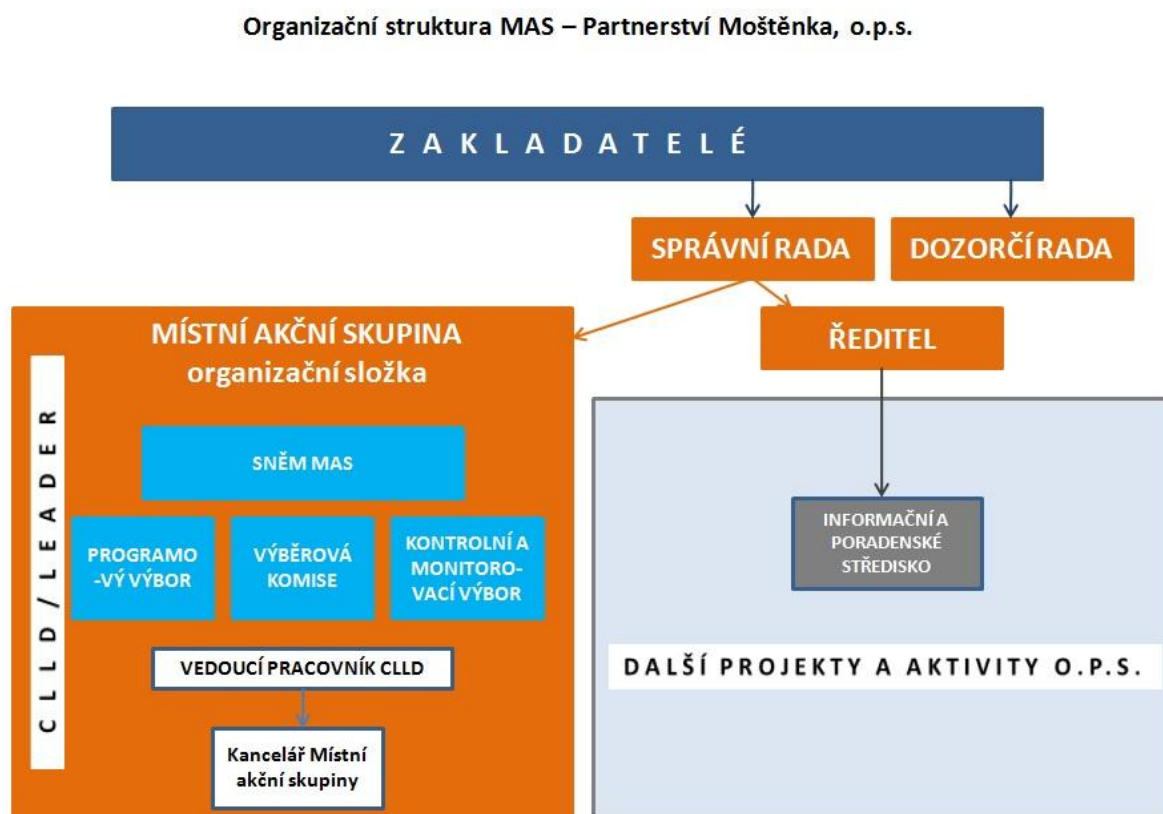 Organizační struktura MAS – Partnerství Moštěnka, o.p.s.
Z A K L A D A T E L É
SPRÁVNÍ RADA
DOZORČÍ RADA
MÍSTNÍ AKČNÍ SKUPINA
organizační složka
ŘEDITEL
CLLD/LEADER
SNĚM MAS
PROGRAMO
-VÝ VÝBOR
VÝBĚROVÁ
KOMISE
KONTROLNÍ A
MONITORO-
VACÍ VÝBOR
VEDOUCÍ PRACOVNÍK CLLD
Kancelář Místní
akční skupiny
INFORMAČNÍ A
PORADENSKÉ
STŘEDISKO
DALŠÍ PROJEKTY A AKTIVITY O.P.S.